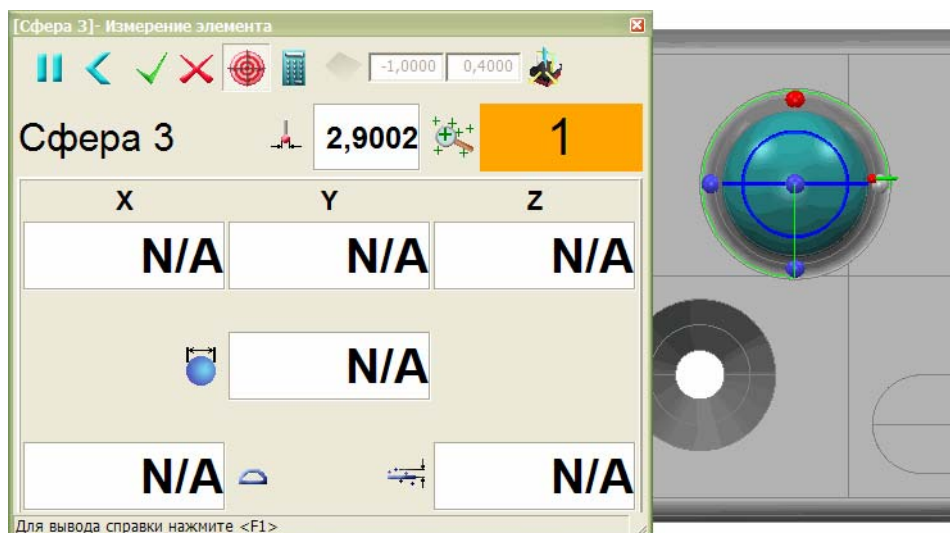 [Сфера 3]- Измерение элемента
-1,0000 0,4000
Сфера 3 2,9002 1
X Y Z
N/A N/A N/A
N/A
N/A N/A
Для вывода справки нажмите <F1>